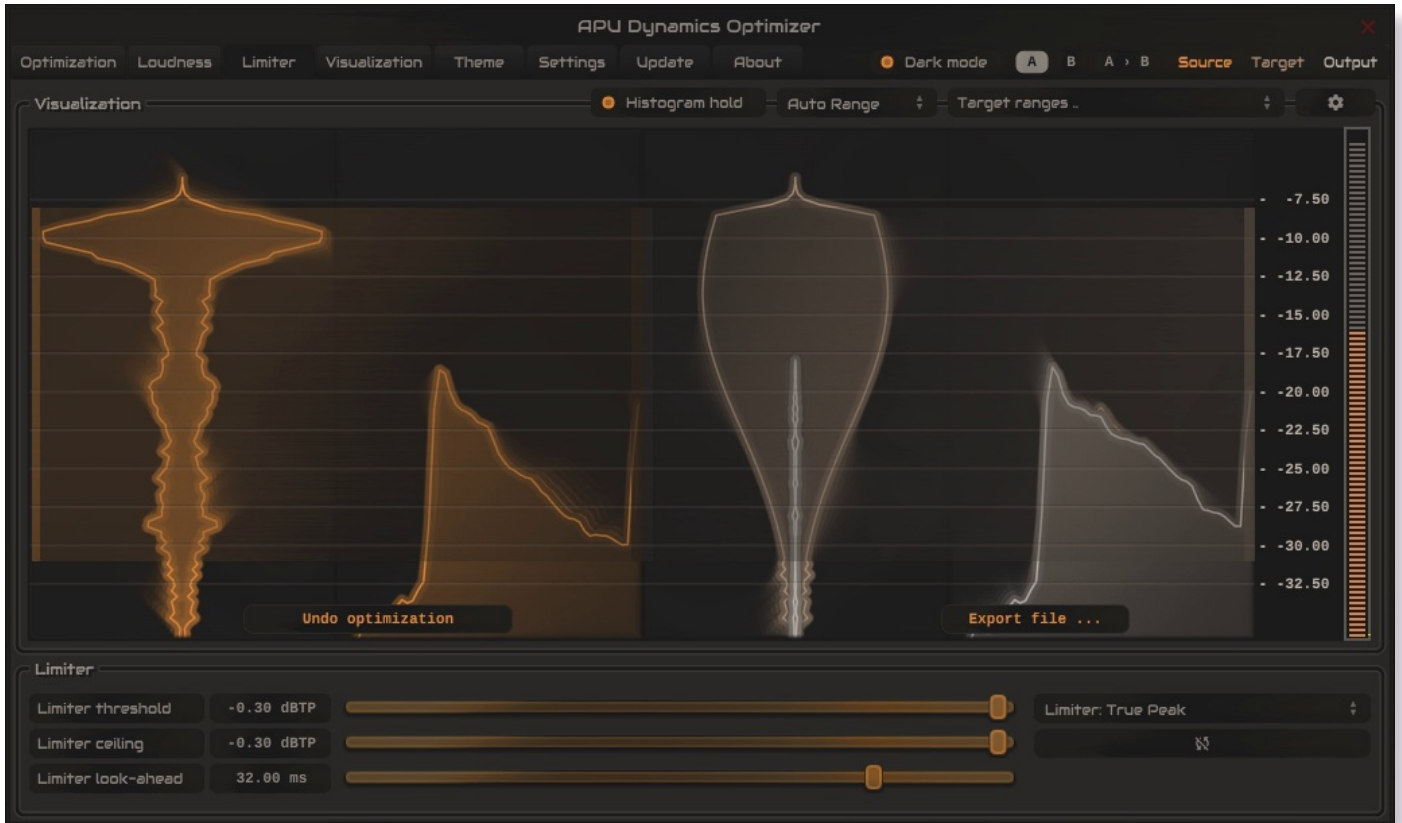 APU Dynamics Optimizer
Optimization Loudness Limiter Visualization Theme Settings Update About Dark mode A B A › B Source Target Output
Visualization Histogram hold Auto Range Target ranges ..
- -7.50
- -10.00
- -12.50
- -15.00
- -17.50
- -20.00
- -22.50
- -25.00
- -27.50
- -30.00
- -32.50
Undo optimization Export file ...
Limiter
Limiter threshold -0.30 dBTP Limiter: True Peak
Limiter ceiling -0.30 dBTP
Limiter look-ahead 32.00 ms